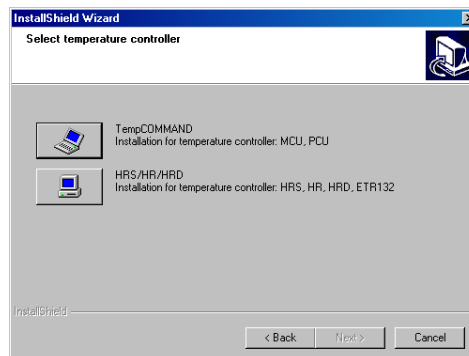 InstallShield Wizard
Select temperature controller
TempCOMMAND
Installation for temperature controller: MCU, PCU
HRS/HR/HRD
Installation for temperature controller: HRS, HR, HRD, ETR132
InstallShield
< Back
Next >
Cancel